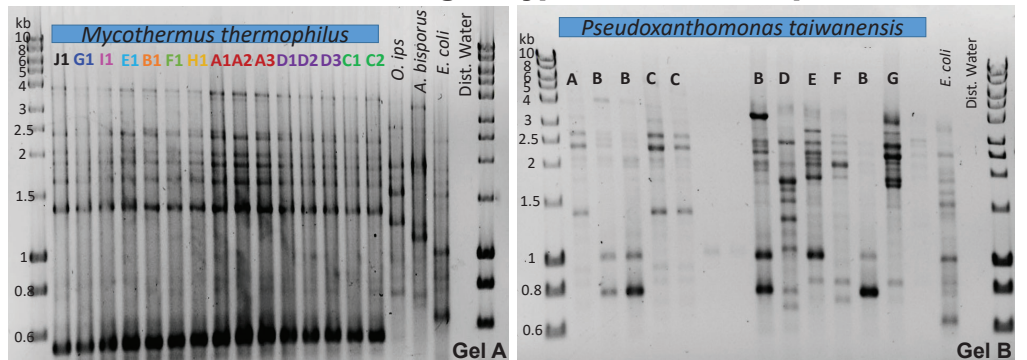 Mycothermus thermophilus
kb
J1 G1 I1 E1 B1 F1 H1 A1 A2 A3 D1 D2 D3 C1 C2
O. ips
A. bisporus
E. coli
Dist. Water
10
8
6
5
4
3
2.5
2
1.5
1
0.8
0.6
Gel A
Pseudoxanthomonas taiwanensis
kb
A B B C C B D E F B G
E. coli
Dist. Water
10
8
6
5
4
3
2.5
2
1.5
1
0.8
0.6
Gel B